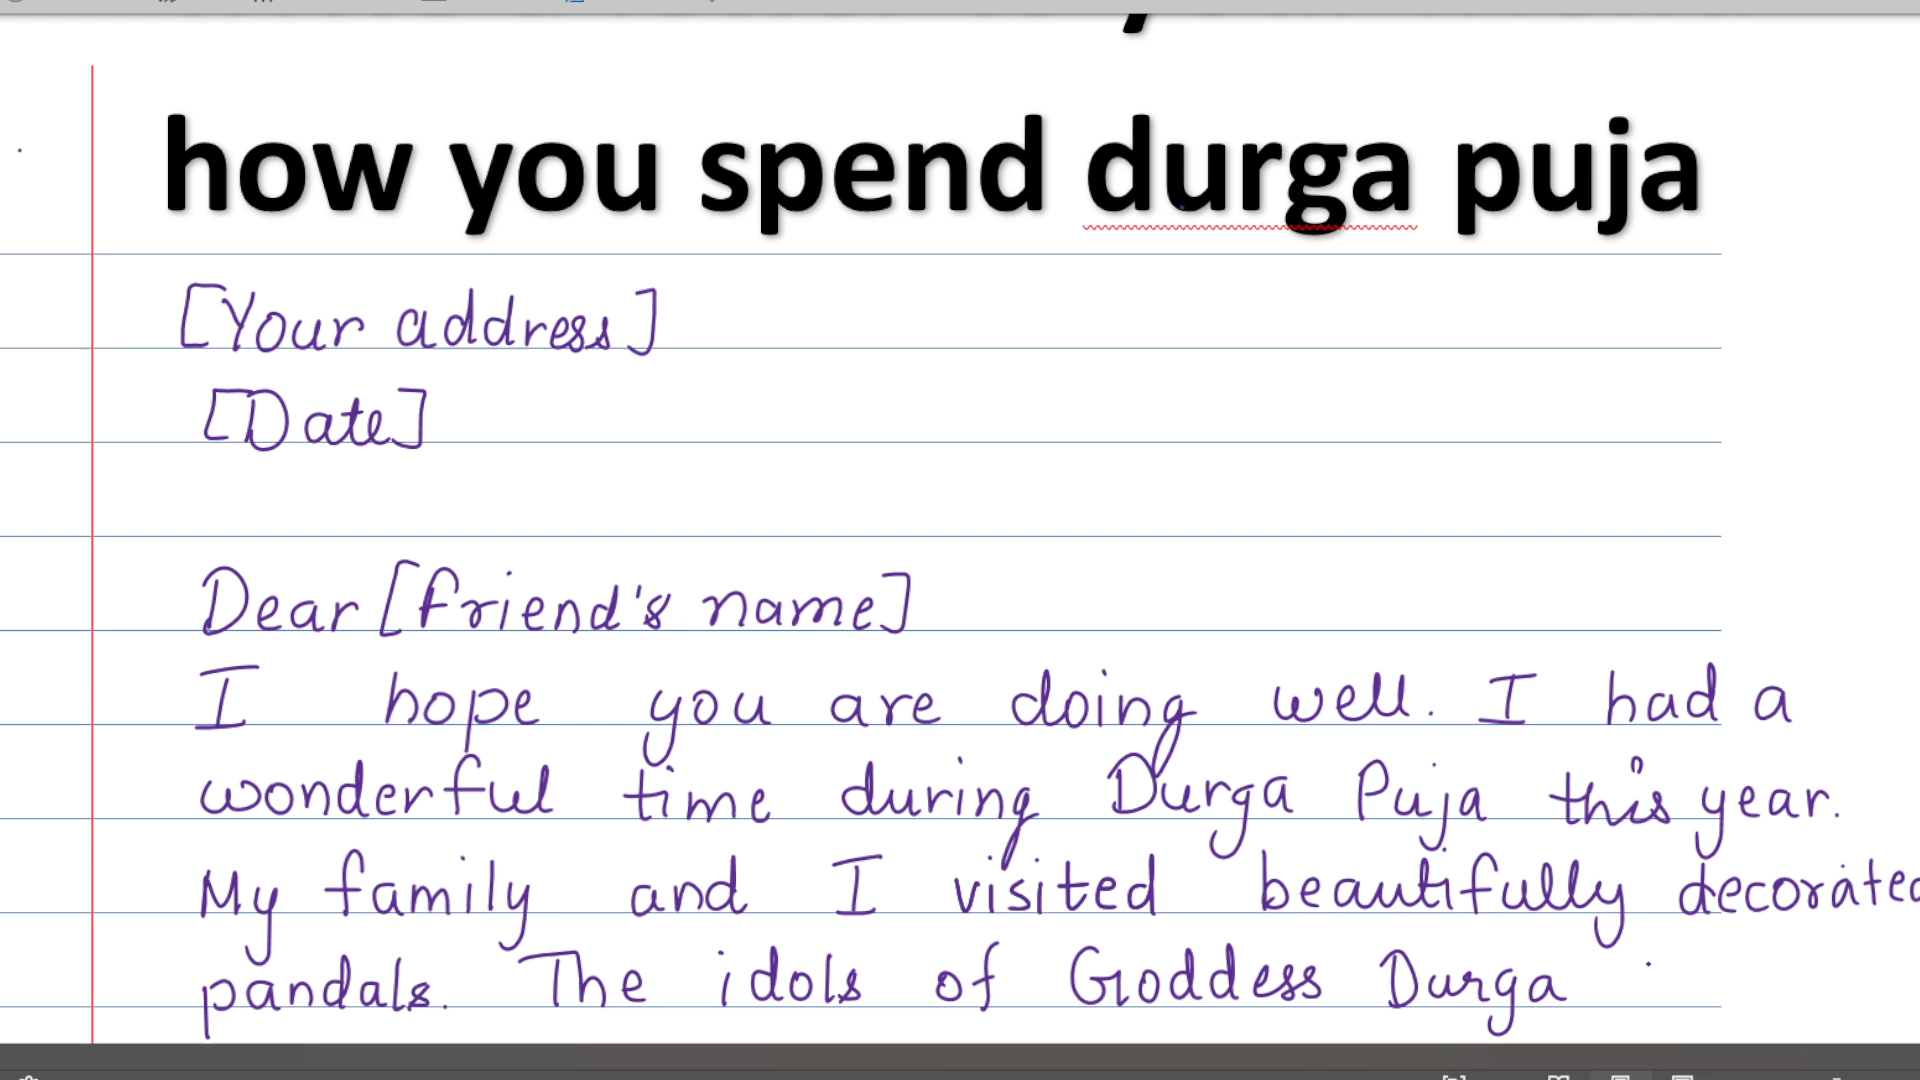 how you spend durga puja
[Your address]
[Date]
Dear [friend's name]
I hope you are doing well. I had a
wonderful time during Durga Puja this year.
My family and I visited beautifully decorated
pandals. The idols of Goddess Durga